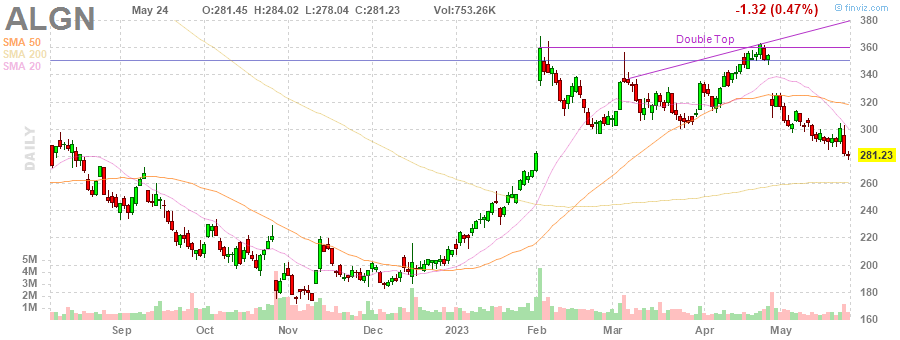 ALGN May 24 O:281.45 H:284.02 L:278.04 C:281.23 Vol:753.26K -1.32 (0.47%) © finviz.com
SMA 50
SMA 200
SMA 20
Double Top
DAILY
380
360
340
320
300
281.23
260
240
220
200
180
160
5M
4M
3M
2M
1M
Sep Oct Nov Dec 2023 Feb Mar Apr May